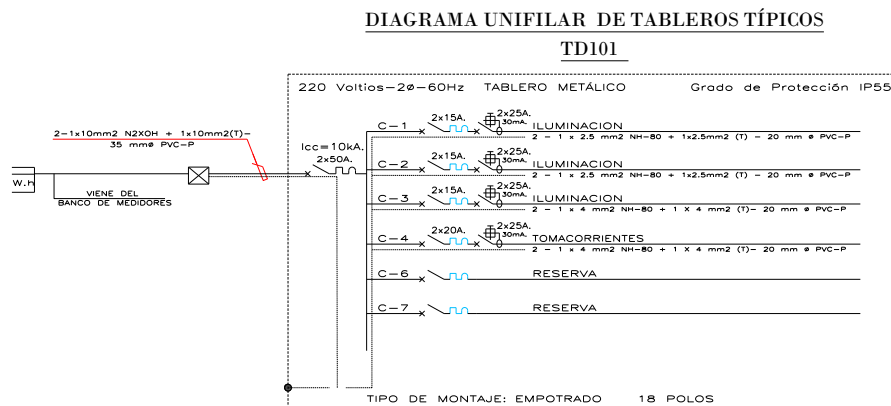 DIAGRAMA UNIFILAR DE TABLEROS TÍPICOS
TD101
220 Voltios-2ø-60Hz TABLERO METÁLICO Grado de Protección IP55
2-1x10mm2 N2XOH + 1x10mm2(T)-
35 mmø PVC-P
W.h
VIENE DEL
BANCO DE MEDIDORES
Icc=10kA.
2x50A.
C-1 2x15A. 2x25A. 30mA. ILUMINACION
2 - 1 x 2.5 mm2 NH-80 + 1x2.5mm2 (T) - 20 mm ø PVC-P
C-2 2x15A. 2x25A. 30mA. ILUMINACION
2 - 1 x 2.5 mm2 NH-80 + 1x2.5mm2 (T) - 20 mm ø PVC-P
C-3 2x15A. 2x25A. 30mA. ILUMINACION
2 - 1 x 4 mm2 NH-80 + 1 X 4 mm2 (T)- 20 mm ø PVC-P
C-4 2x20A. 2x25A. 30mA. TOMACORRIENTES
2 - 1 x 4 mm2 NH-80 + 1 X 4 mm2 (T)- 20 mm ø PVC-P
C-6 RESERVA
C-7 RESERVA
TIPO DE MONTAJE: EMPOTRADO 18 POLOS